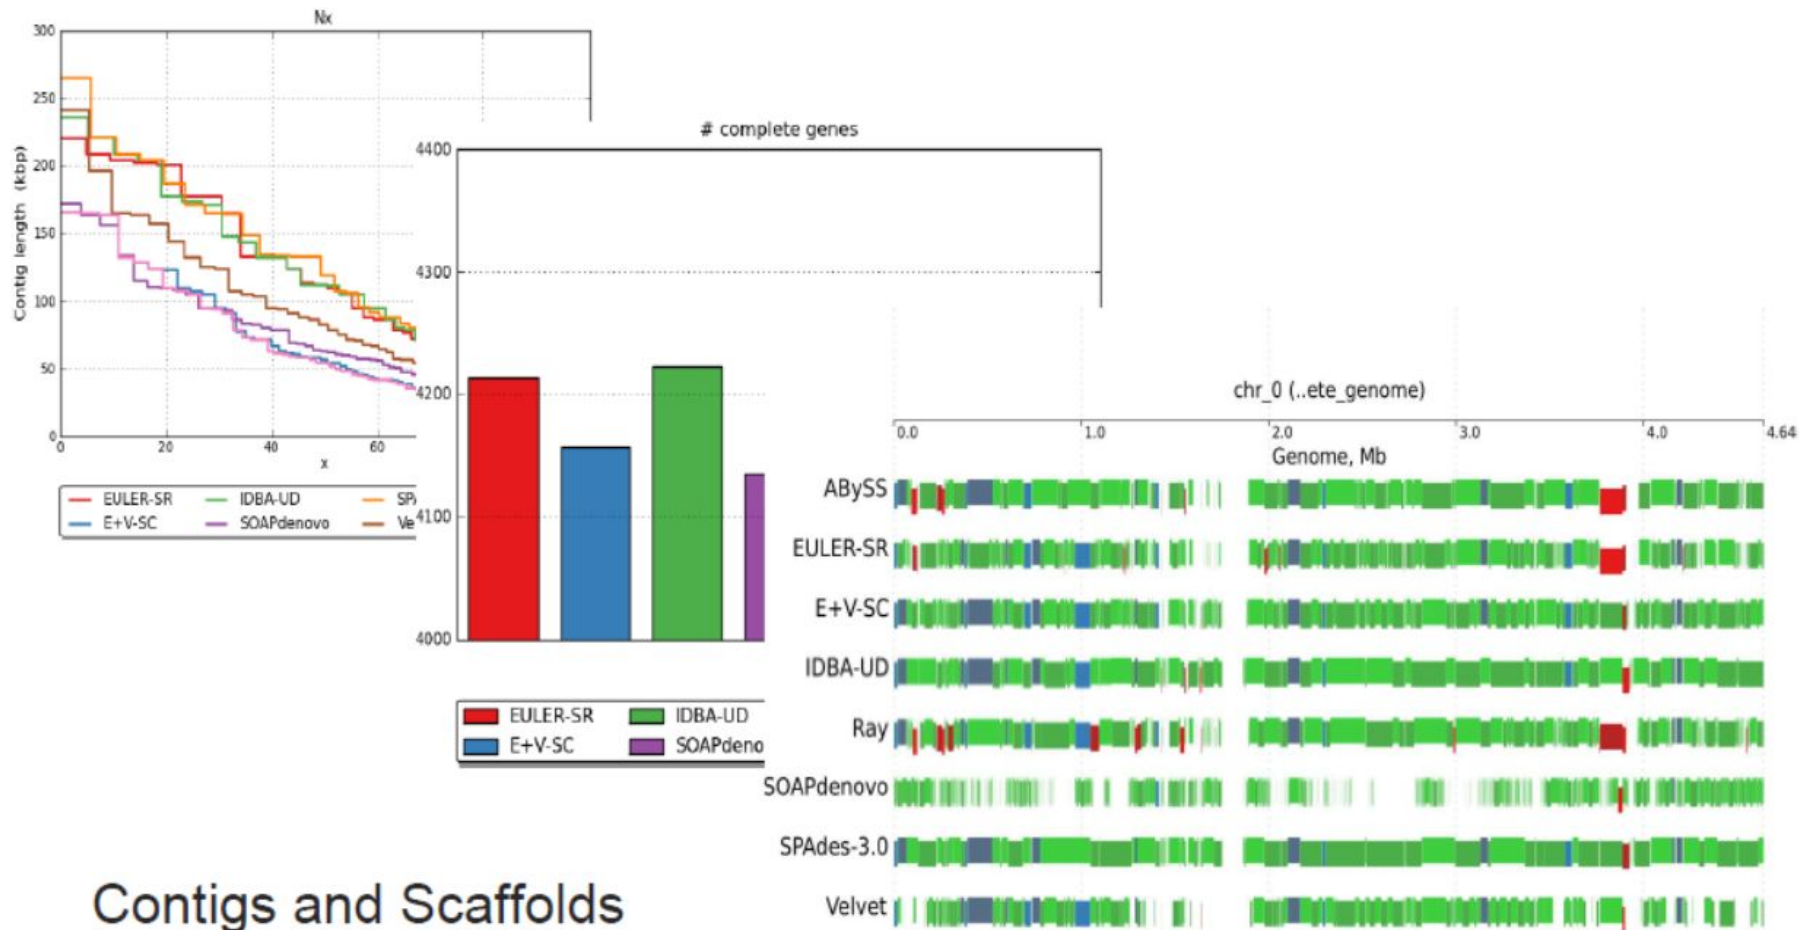 Nx
300
250
200
150
100
50
0
Contig length (kbp)
0 20 40 60
x
EULER-SR IDBA-UD SPA
E+V-SC SOAPdenovo Ve
# complete genes
4400
4300
4200
4100
4000
EULER-SR IDBA-UD
E+V-SC SOAPdeno
chr_0 (..ete_genome)
0.0 1.0 2.0 3.0 4.0 4.64
Genome, Mb
ABySS
EULER-SR
E+V-SC
IDBA-UD
Ray
SOAPdenovo
SPAdes-3.0
Velvet
Contigs and Scaffolds